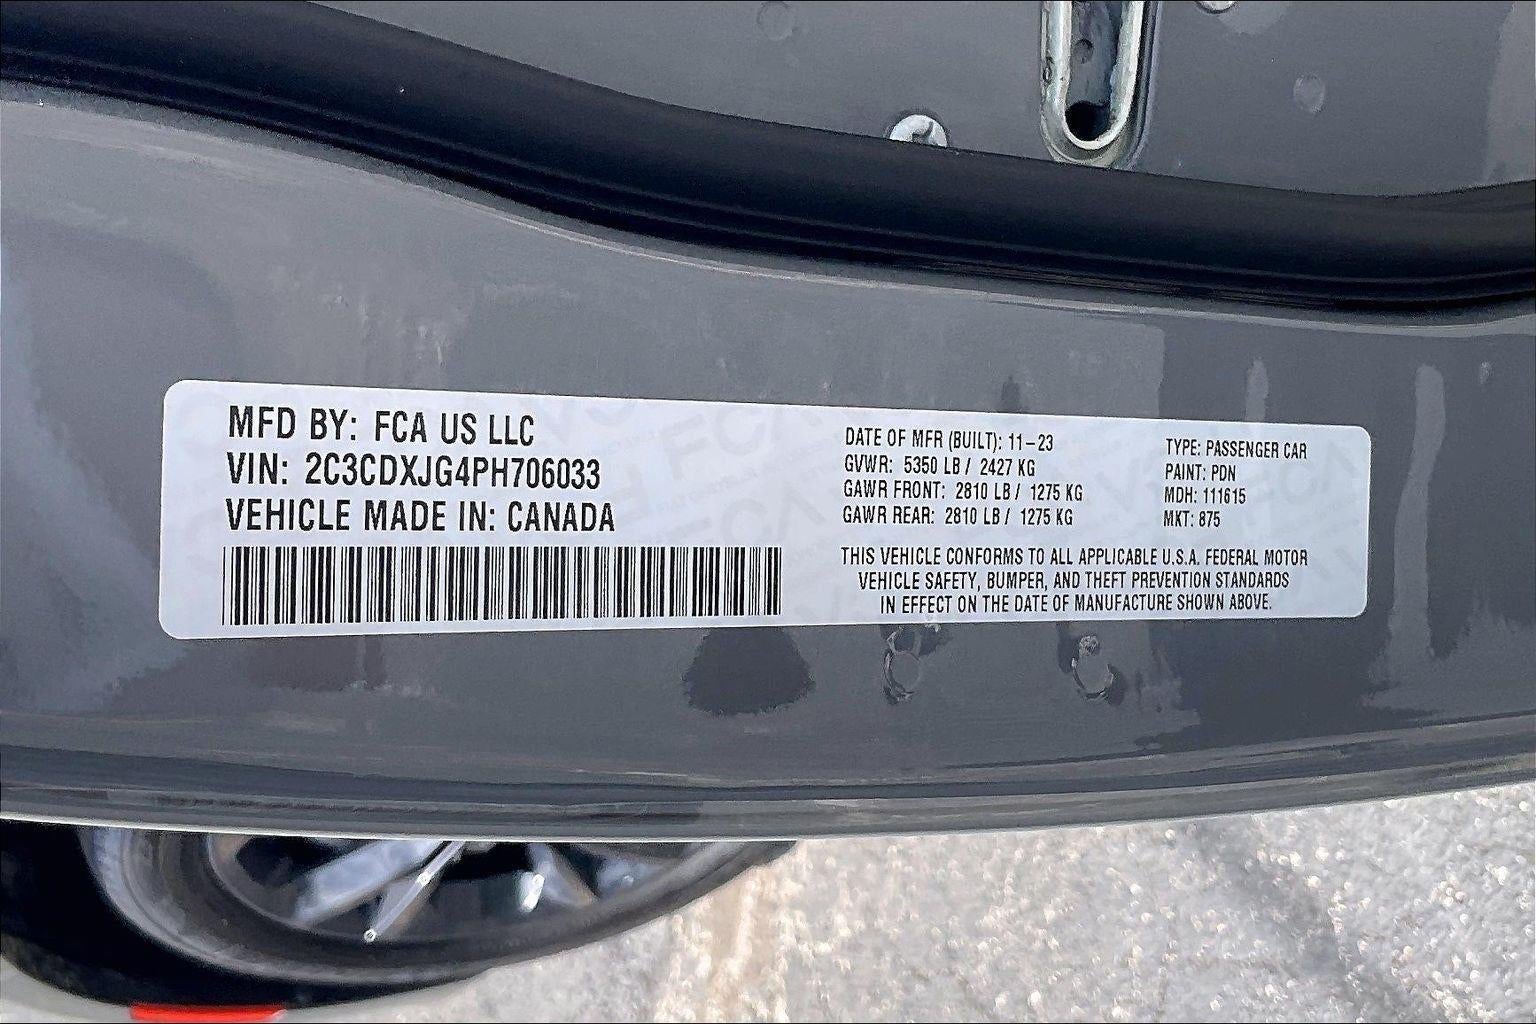 MFD BY: FCA US LLC
VIN: 2C3CDXJG4PH706033
VEHICLE MADE IN: CANADA
DATE OF MFR (BUILT): 11-23
GVWR: 5350 LB / 2427 KG
GAWR FRONT: 2810 LB / 1275 KG
GAWR REAR: 2810 LB / 1275 KG
TYPE: PASSENGER CAR
PAINT: PDN
MDH: 111615
MKT: 875
THIS VEHICLE CONFORMS TO ALL APPLICABLE U.S.A. FEDERAL MOTOR
VEHICLE SAFETY, BUMPER, AND THEFT PREVENTION STANDARDS
IN EFFECT ON THE DATE OF MANUFACTURE SHOWN ABOVE.